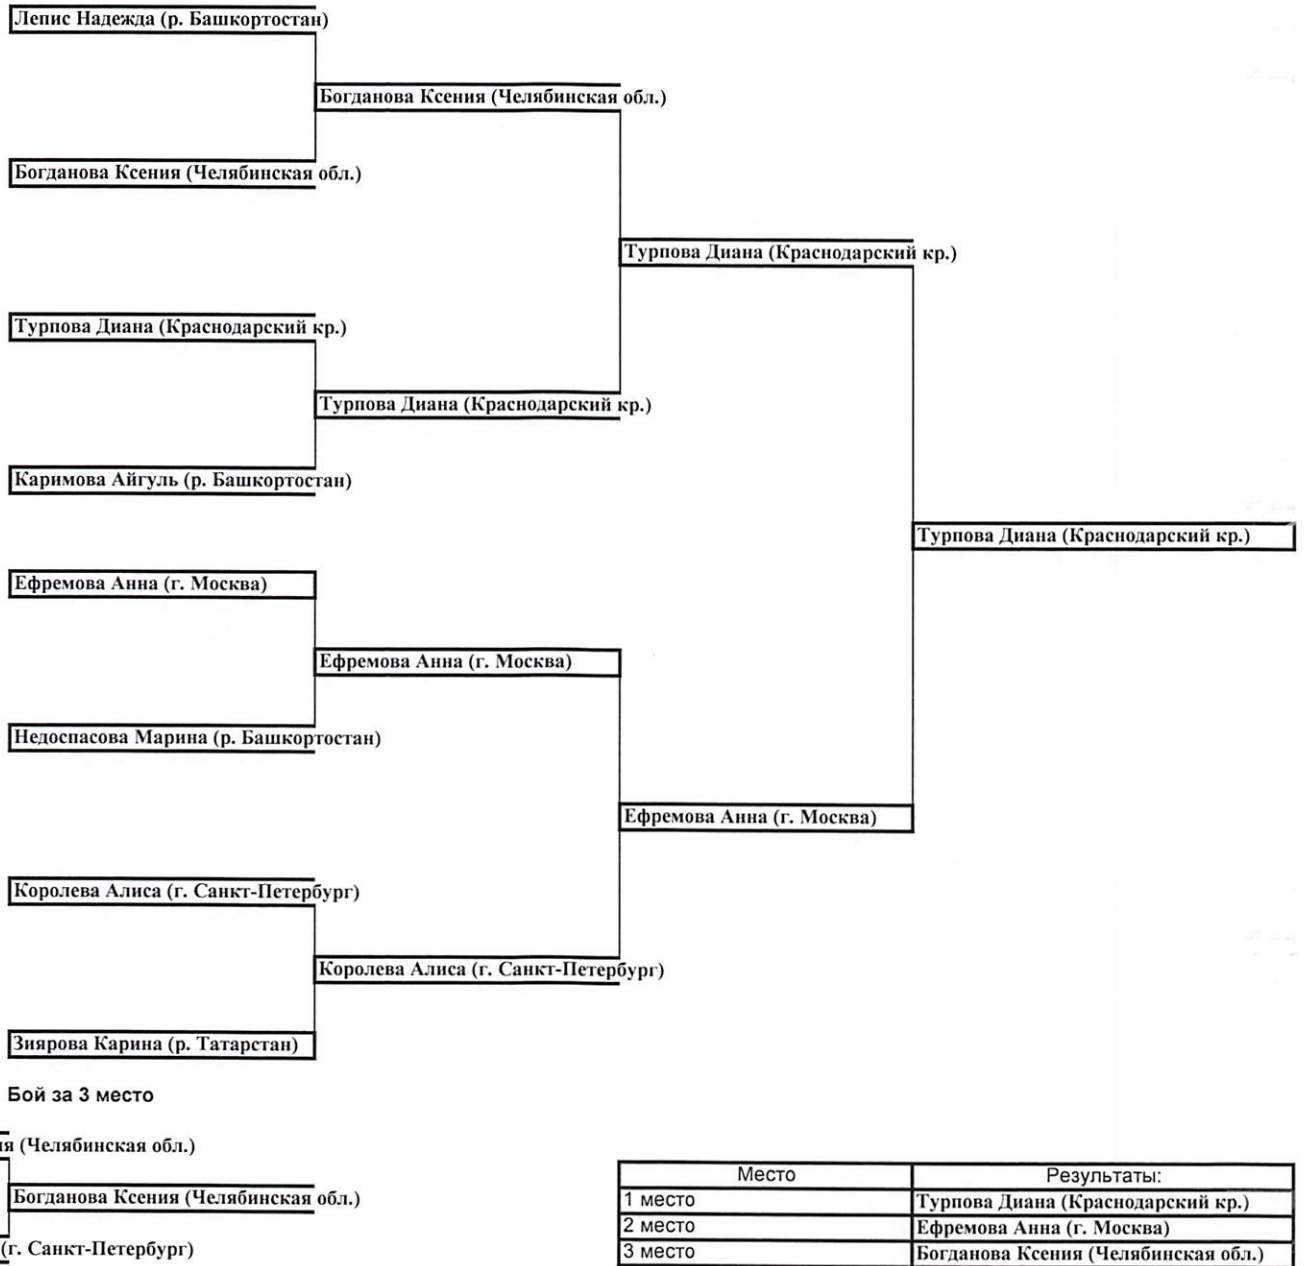 Лепис Надежда (р. Башкортостан)
Богданова Ксения (Челябинская обл.)
Богданова Ксения (Челябинская обл.)
Турпова Диана (Краснодарский кр.)
Турпова Диана (Краснодарский кр.)
Турпова Диана (Краснодарский кр.)
Каримова Айгуль (р. Башкортостан)
Турпова Диана (Краснодарский кр.)
Ефремова Анна (г. Москва)
Ефремова Анна (г. Москва)
Недоспасова Марина (р. Башкортостан)
Ефремова Анна (г. Москва)
Королева Алиса (г. Санкт-Петербург)
Королева Алиса (г. Санкт-Петербург)
Зиярова Карина (р. Татарстан)
Бой за 3 место
ия (Челябинская обл.)
Богданова Ксения (Челябинская обл.)
(г. Санкт-Петербург)
Место Результаты:
1 место Турпова Диана (Краснодарский кр.)
2 место Ефремова Анна (г. Москва)
3 место Богданова Ксения (Челябинская обл.)